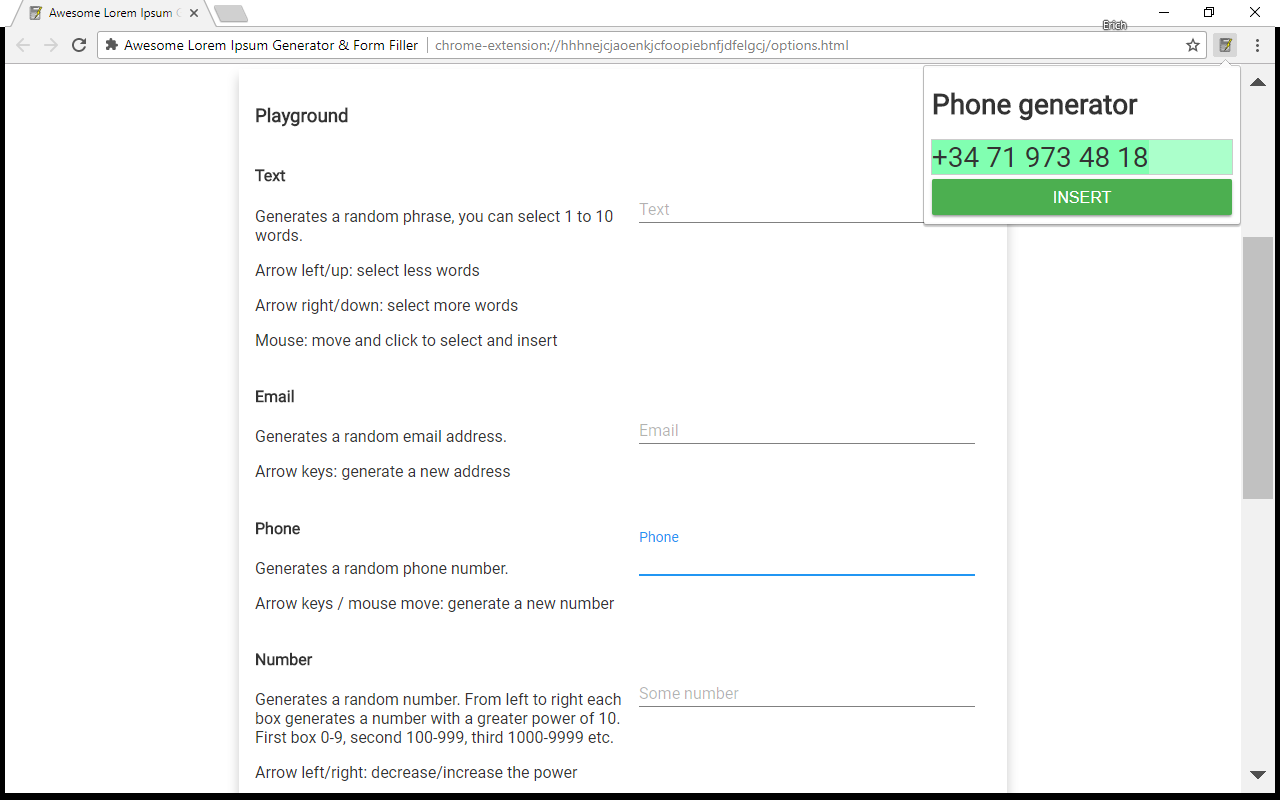 Awesome Lorem Ipsum
Erich
Awesome Lorem Ipsum Generator & Form Filler
chrome-extension://hhhnejcjaoenkjcfoopiebnfjdfelgcj/options.html
Phone generator
+34 71 973 48 18
INSERT
Playground
Text
Generates a random phrase, you can select 1 to 10
words.
Text
Arrow left/up: select less words
Arrow right/down: select more words
Mouse: move and click to select and insert
Email
Generates a random email address.
Email
Arrow keys: generate a new address
Phone
Phone
Generates a random phone number.
Arrow keys / mouse move: generate a new number
Number
Generates a random number. From left to right each
box generates a number with a greater power of 10.
First box 0-9, second 100-999, third 1000-9999 etc.
Some number
Arrow left/right: decrease/increase the power